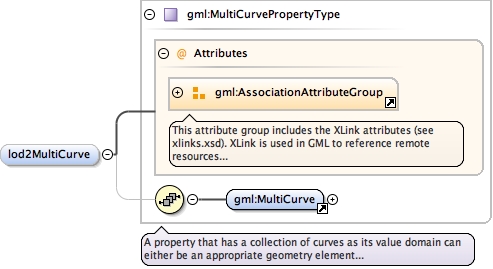 gml:MultiCurvePropertyType
@ Attributes
gml:AssociationAttributeGroup
This attribute group includes the XLink attributes (see
xlinks.xsd). XLink is used in GML to reference remote
resources...
lod2MultiCurve
gml:MultiCurve
A property that has a collection of curves as its value domain can
either be an appropriate geometry element...